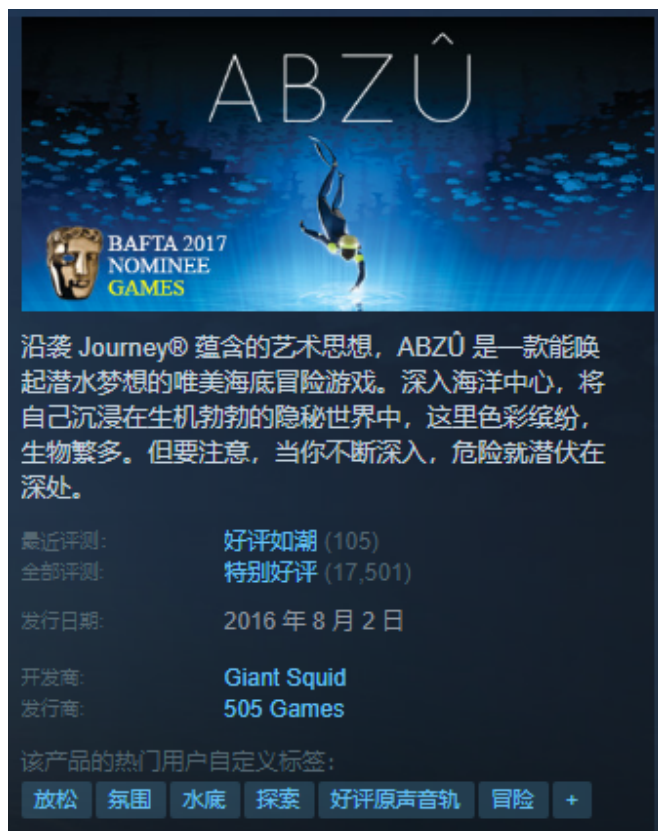 ABZÛ
BAFTA 2017
NOMINEE
GAMES
沿袭 Journey® 蕴含的艺术思想，ABZÛ 是一款能唤
起潜水梦想的唯美海底冒险游戏。深入海洋中心，将
自己沉浸在生机勃勃的隐秘世界中，这里色彩缤纷，
生物繁多。但要注意，当你不断深入，危险就潜伏在
深处。
最近评测: 好评如潮 (105)
全部评测: 特别好评 (17,501)
发行日期: 2016 年 8 月 2 日
开发商: Giant Squid
发行商: 505 Games
该产品的热门用户自定义标签：
放松 氛围 水底 探索 好评原声音轨 冒险 +